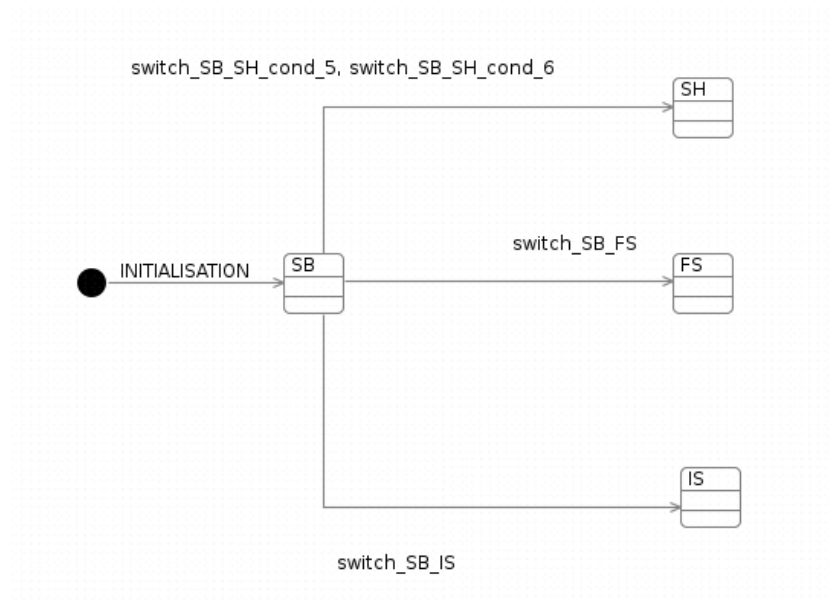 switch_SB_SH_cond_5, switch_SB_SH_cond_6
SH
switch_SB_FS
INITIALISATION
SB
FS
IS
switch_SB_IS